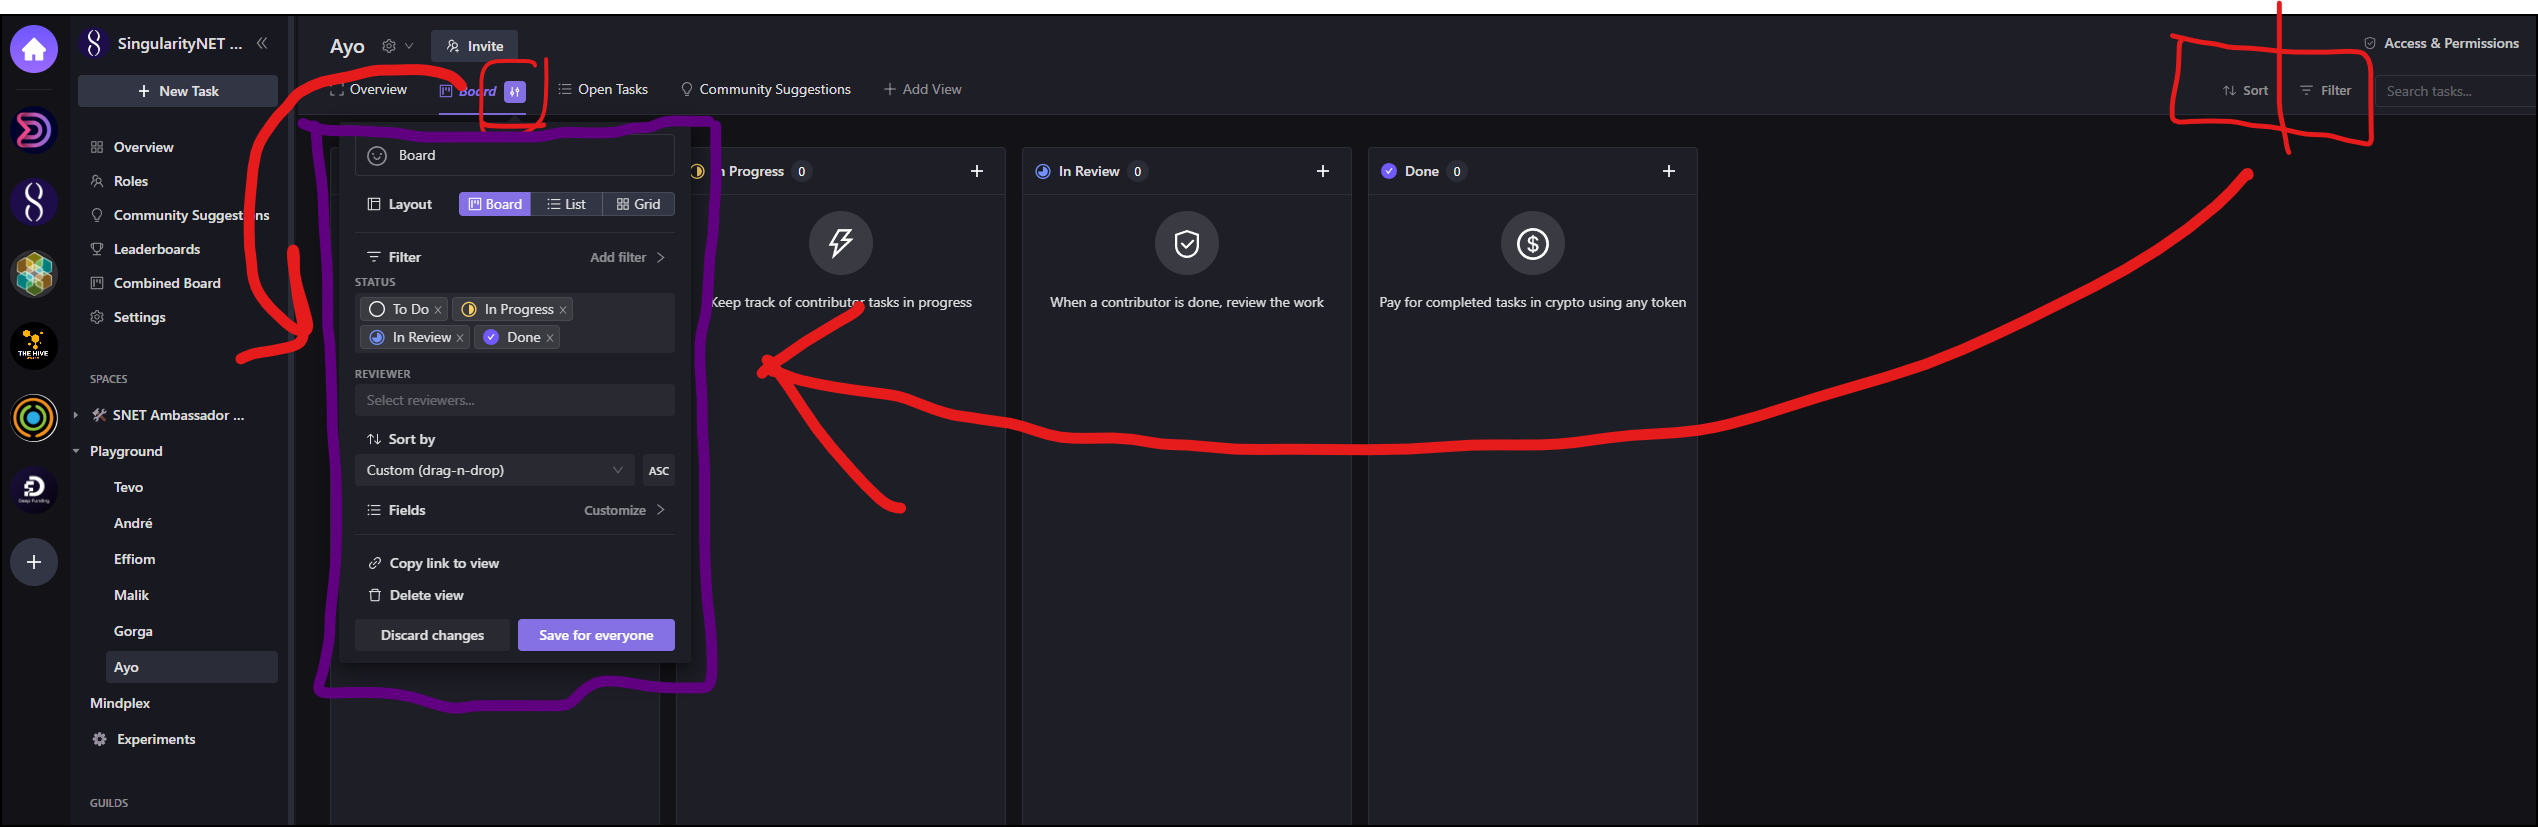 SingularityNET ...
Ayo
Invite
Access & Permissions
New Task
Overview
Board
Open Tasks
Community Suggestions
Add View
Sort
Filter
Search tasks...
Overview
Roles
Community Suggestions
Leaderboards
Combined Board
Settings
THE HIVE
SPACES
SNET Ambassador ...
Playground
Tevo
André
Effiom
Malik
Gorga
Ayo
Mindplex
Experiments
GUILDS
Deep Funding
Board
Layout
Board
List
Grid
Filter
Add filter
STATUS
To Do x
In Progress x
In Review x
Done x
REVIEWER
Select reviewers...
Sort by
Custom (drag-n-drop)
ASC
Fields
Customize
Copy link to view
Delete view
Discard changes
Save for everyone
n Progress 0
Keep track of contributor tasks in progress
In Review 0
When a contributor is done, review the work
Done 0
Pay for completed tasks in crypto using any token